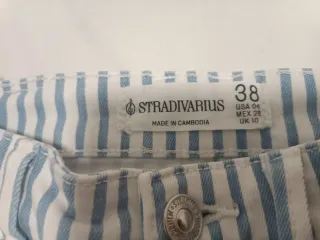 STRADIVARIUS
MADE IN CAMBODIA
38
USA 06
MEX 28
UK 10